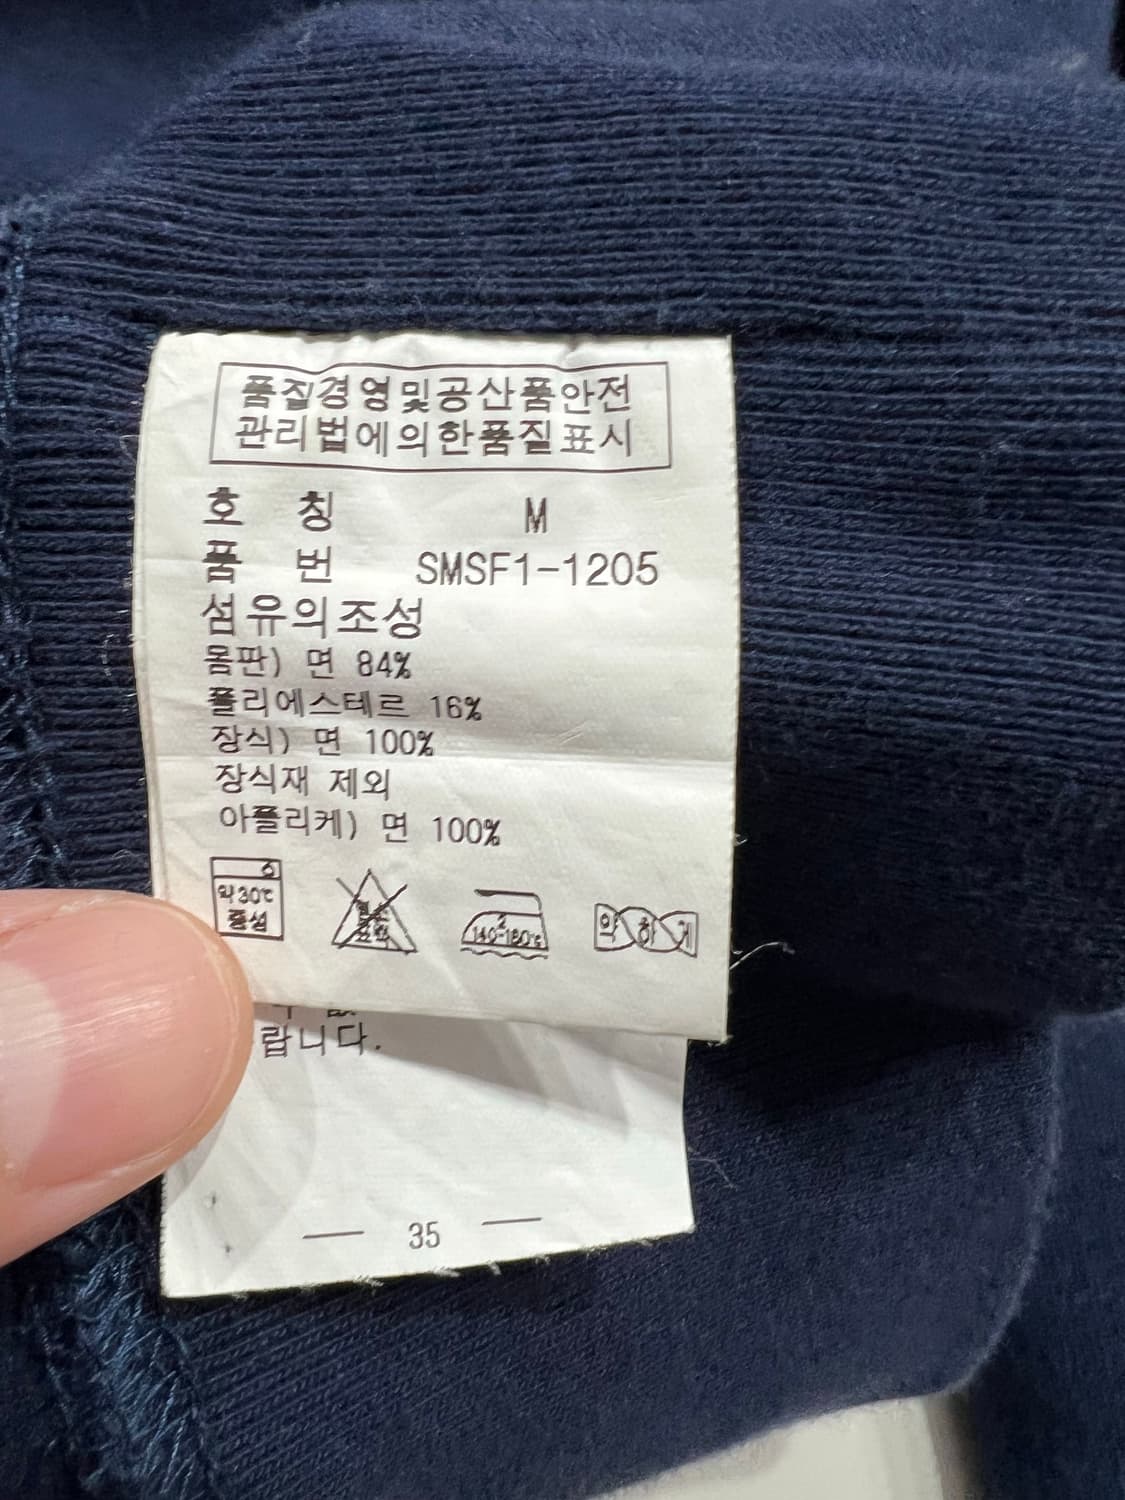 품질경영및공산품안전
관리법에의한품질표시
호 칭 M
품 번 SMSF1-1205
섬유의조성
몸판) 면 84%
폴리에스테르 16%
장식) 면 100%
장식재 제외
아플리케) 면 100%
약30℃
중성
2
140~160℃
약하게
랍니다.
— 35 —